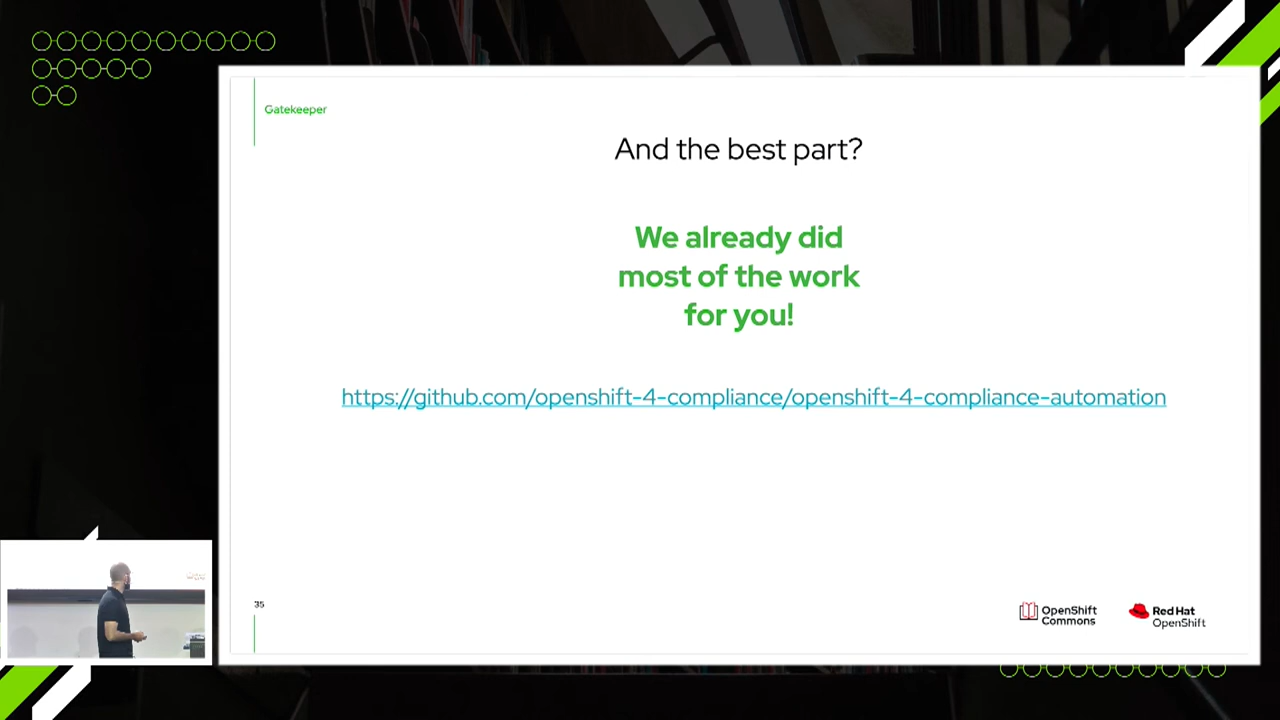 Gatekeeper
And the best part?
We already did
most of the work
for you!
https://github.com/openshift-4-compliance/openshift-4-compliance-automation
35
OpenShift
Commons
Red Hat
OpenShift